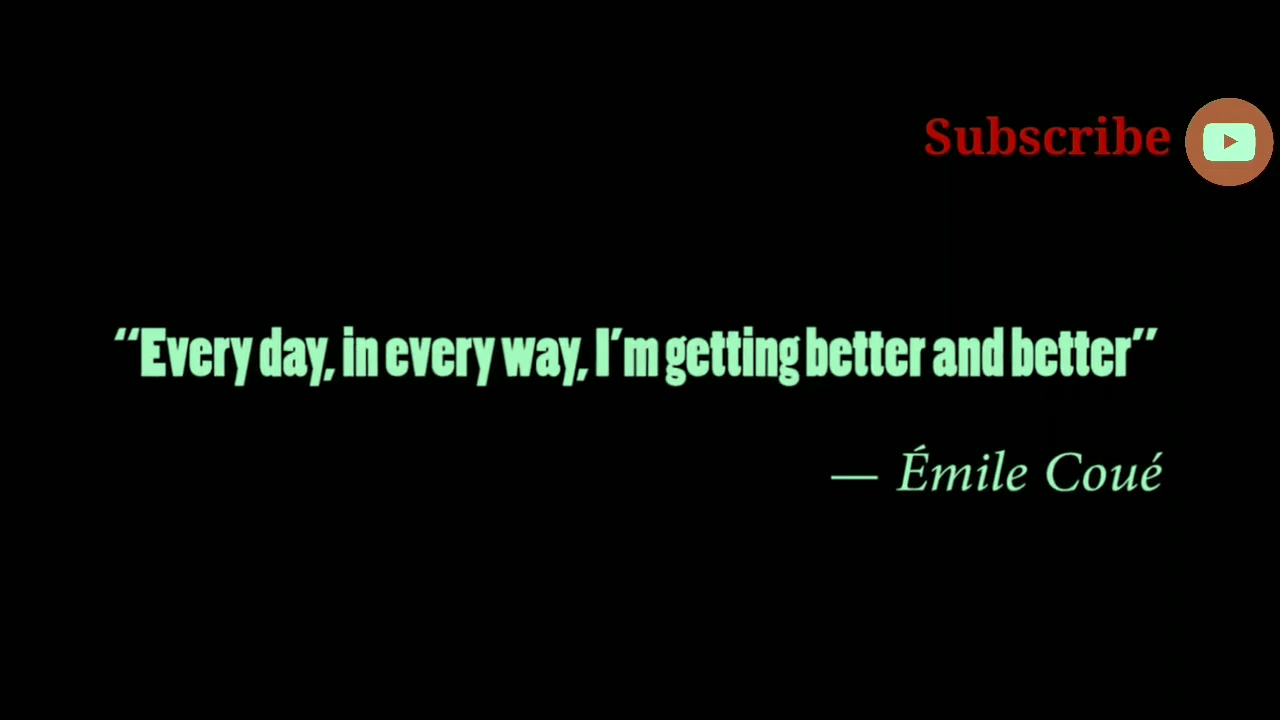 Subscribe
“Every day, in every way, I'm getting better and better”
— Émile Coué